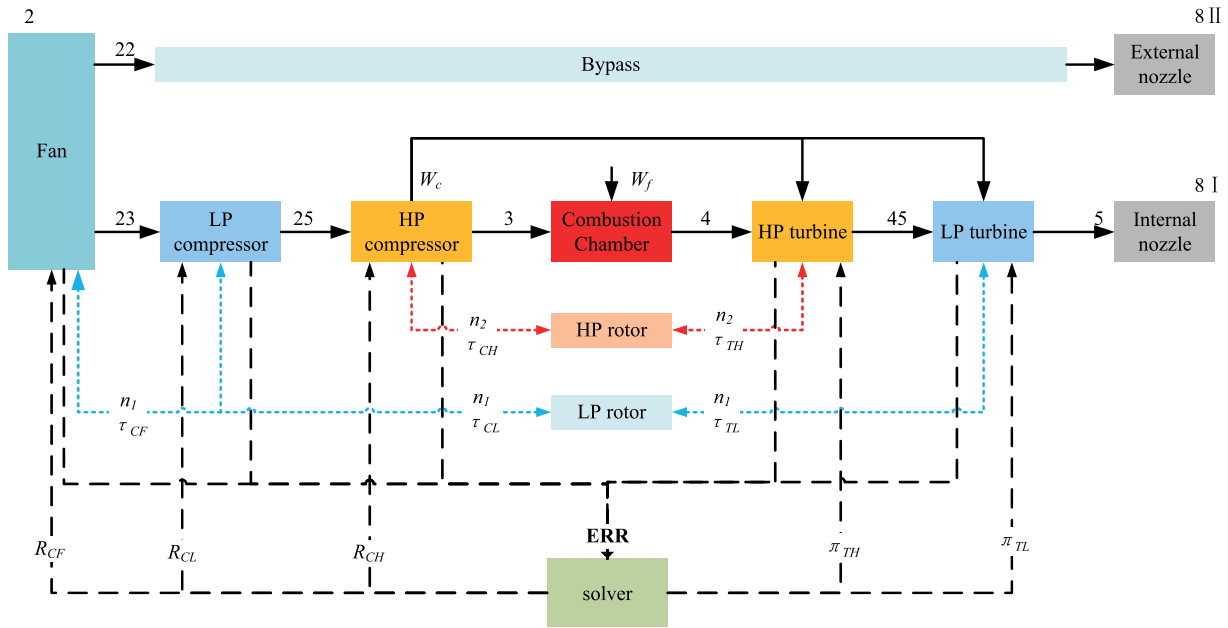 2
8 II
22
Bypass
External
nozzle
Fan
W_c
W_f
8 I
23
LP
compressor
25
HP
compressor
3
Combustion
Chamber
4
HP turbine
45
LP turbine
5
Internal
nozzle
n_2
τ_CH
HP rotor
n_2
τ_TH
n_1
τ_CF
n_1
τ_CL
LP rotor
n_1
τ_TL
ERR
R_CF
R_CL
R_CH
π_TH
π_TL
solver